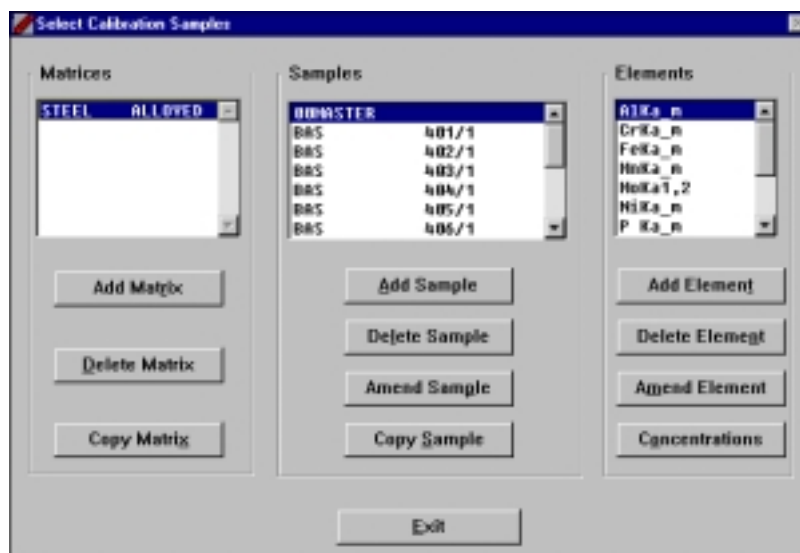 Select Calibration Samples
Matrices
STEEL ALLOYED
Add Matrix
Delete Matrix
Copy Matrix
Samples
BAS 401/1
BAS 402/1
BAS 403/1
BAS 404/1
BAS 405/1
BAS 406/1
Add Sample
Delete Sample
Amend Sample
Copy Sample
Elements
AlKa_m
CrKa_m
FeKa_m
MnKa_m
MoKa1,2
NiKa_m
P Ka_m
Add Element
Delete Element
Amend Element
Concentrations
Exit